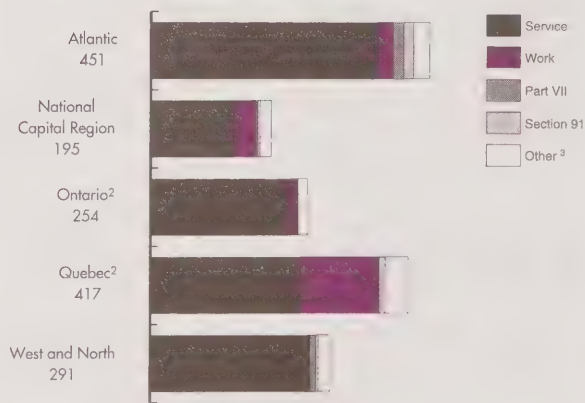 Atlantic
451
National
Capital Region
195
Ontario²
254
Quebec²
417
West and North
291
Service
Work
Part VII
Section 91
Other ³